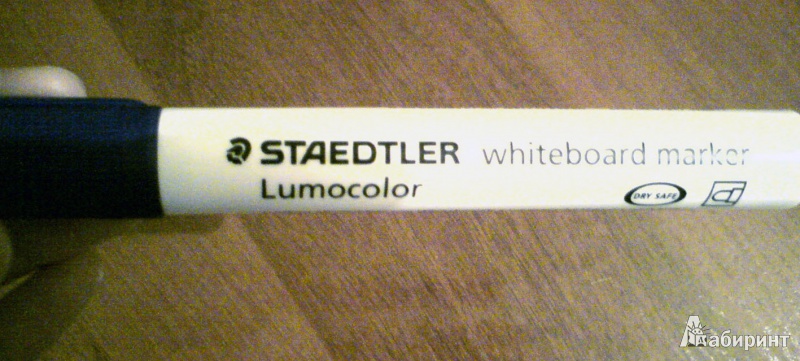 STAEDTLER whiteboard marker
Lumocolor
DRY SAFE
Лабиринт